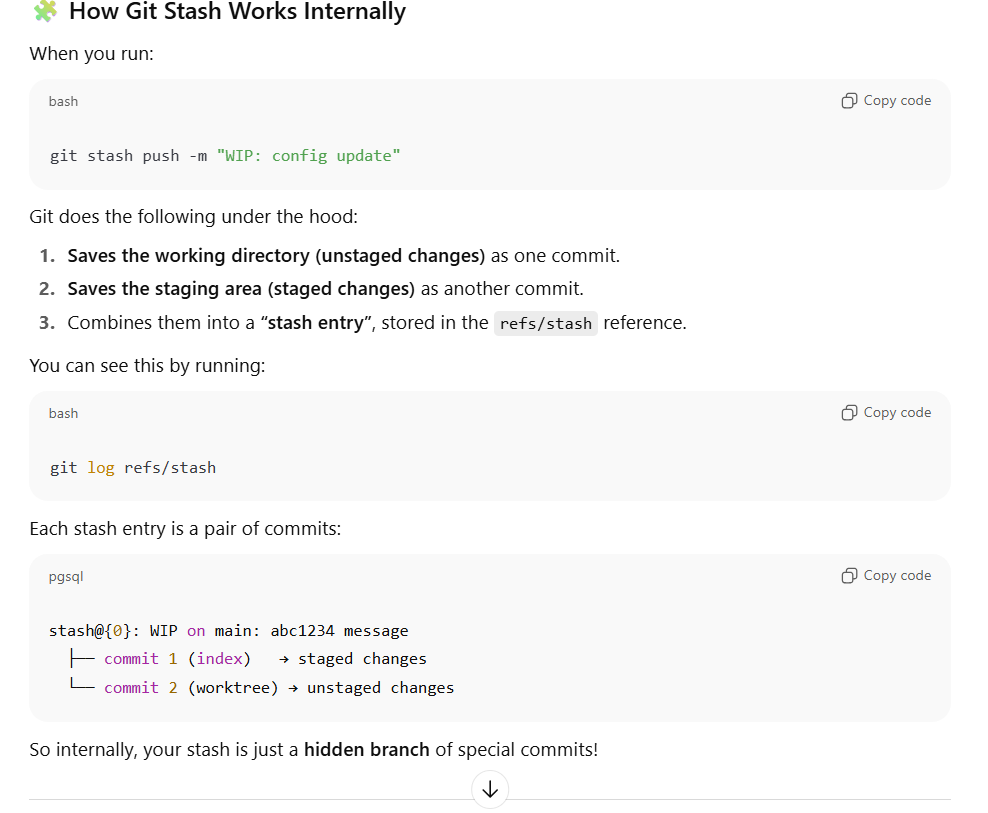 🧩 How Git Stash Works Internally
When you run:
bash
Copy code
git stash push -m "WIP: config update"
Git does the following under the hood:
1. Saves the working directory (unstaged changes) as one commit.
2. Saves the staging area (staged changes) as another commit.
3. Combines them into a “stash entry”, stored in the refs/stash reference.
You can see this by running:
bash
Copy code
git log refs/stash
Each stash entry is a pair of commits:
pgsql
Copy code
stash@{0}: WIP on main: abc1234 message
├── commit 1 (index)   → staged changes
└── commit 2 (worktree) → unstaged changes
So internally, your stash is just a hidden branch of special commits!